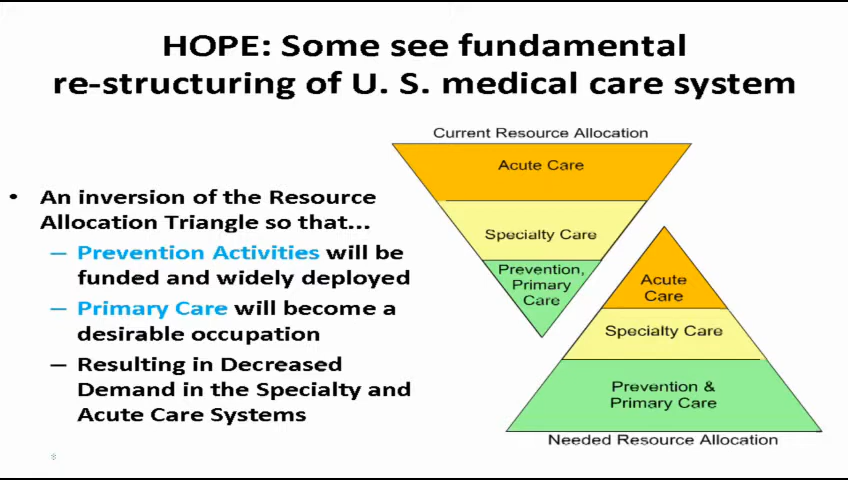 HOPE: Some see fundamental
re-structuring of U. S. medical care system
• An inversion of the Resource
Allocation Triangle so that...
– Prevention Activities will be
funded and widely deployed
– Primary Care will become a
desirable occupation
– Resulting in Decreased
Demand in the Specialty and
Acute Care Systems
Current Resource Allocation
Acute Care
Specialty Care
Prevention,
Primary
Care
Acute
Care
Specialty Care
Prevention &
Primary Care
Needed Resource Allocation